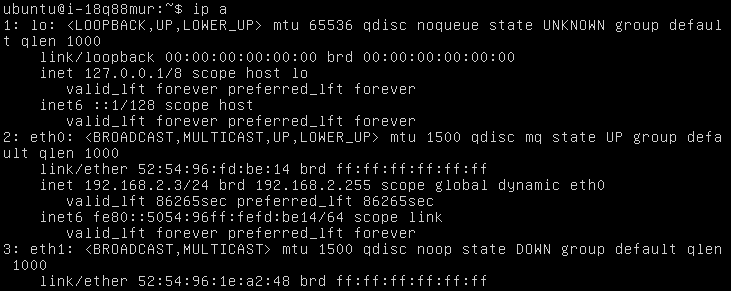 ubuntu@i-18q88mur:~$ ip a
1: lo: <LOOPBACK,UP,LOWER_UP> mtu 65536 qdisc noqueue state UNKNOWN group defaul
t qlen 1000
    link/loopback 00:00:00:00:00:00 brd 00:00:00:00:00:00
    inet 127.0.0.1/8 scope host lo
       valid_lft forever preferred_lft forever
    inet6 ::1/128 scope host
       valid_lft forever preferred_lft forever
2: eth0: <BROADCAST,MULTICAST,UP,LOWER_UP> mtu 1500 qdisc mq state UP group defa
ult qlen 1000
    link/ether 52:54:96:fd:be:14 brd ff:ff:ff:ff:ff:ff
    inet 192.168.2.3/24 brd 192.168.2.255 scope global dynamic eth0
       valid_lft 86265sec preferred_lft 86265sec
    inet6 fe80::5054:96ff:fefd:be14/64 scope link
       valid_lft forever preferred_lft forever
3: eth1: <BROADCAST,MULTICAST> mtu 1500 qdisc noop state DOWN group default qlen
 1000
    link/ether 52:54:96:1e:a2:48 brd ff:ff:ff:ff:ff:ff